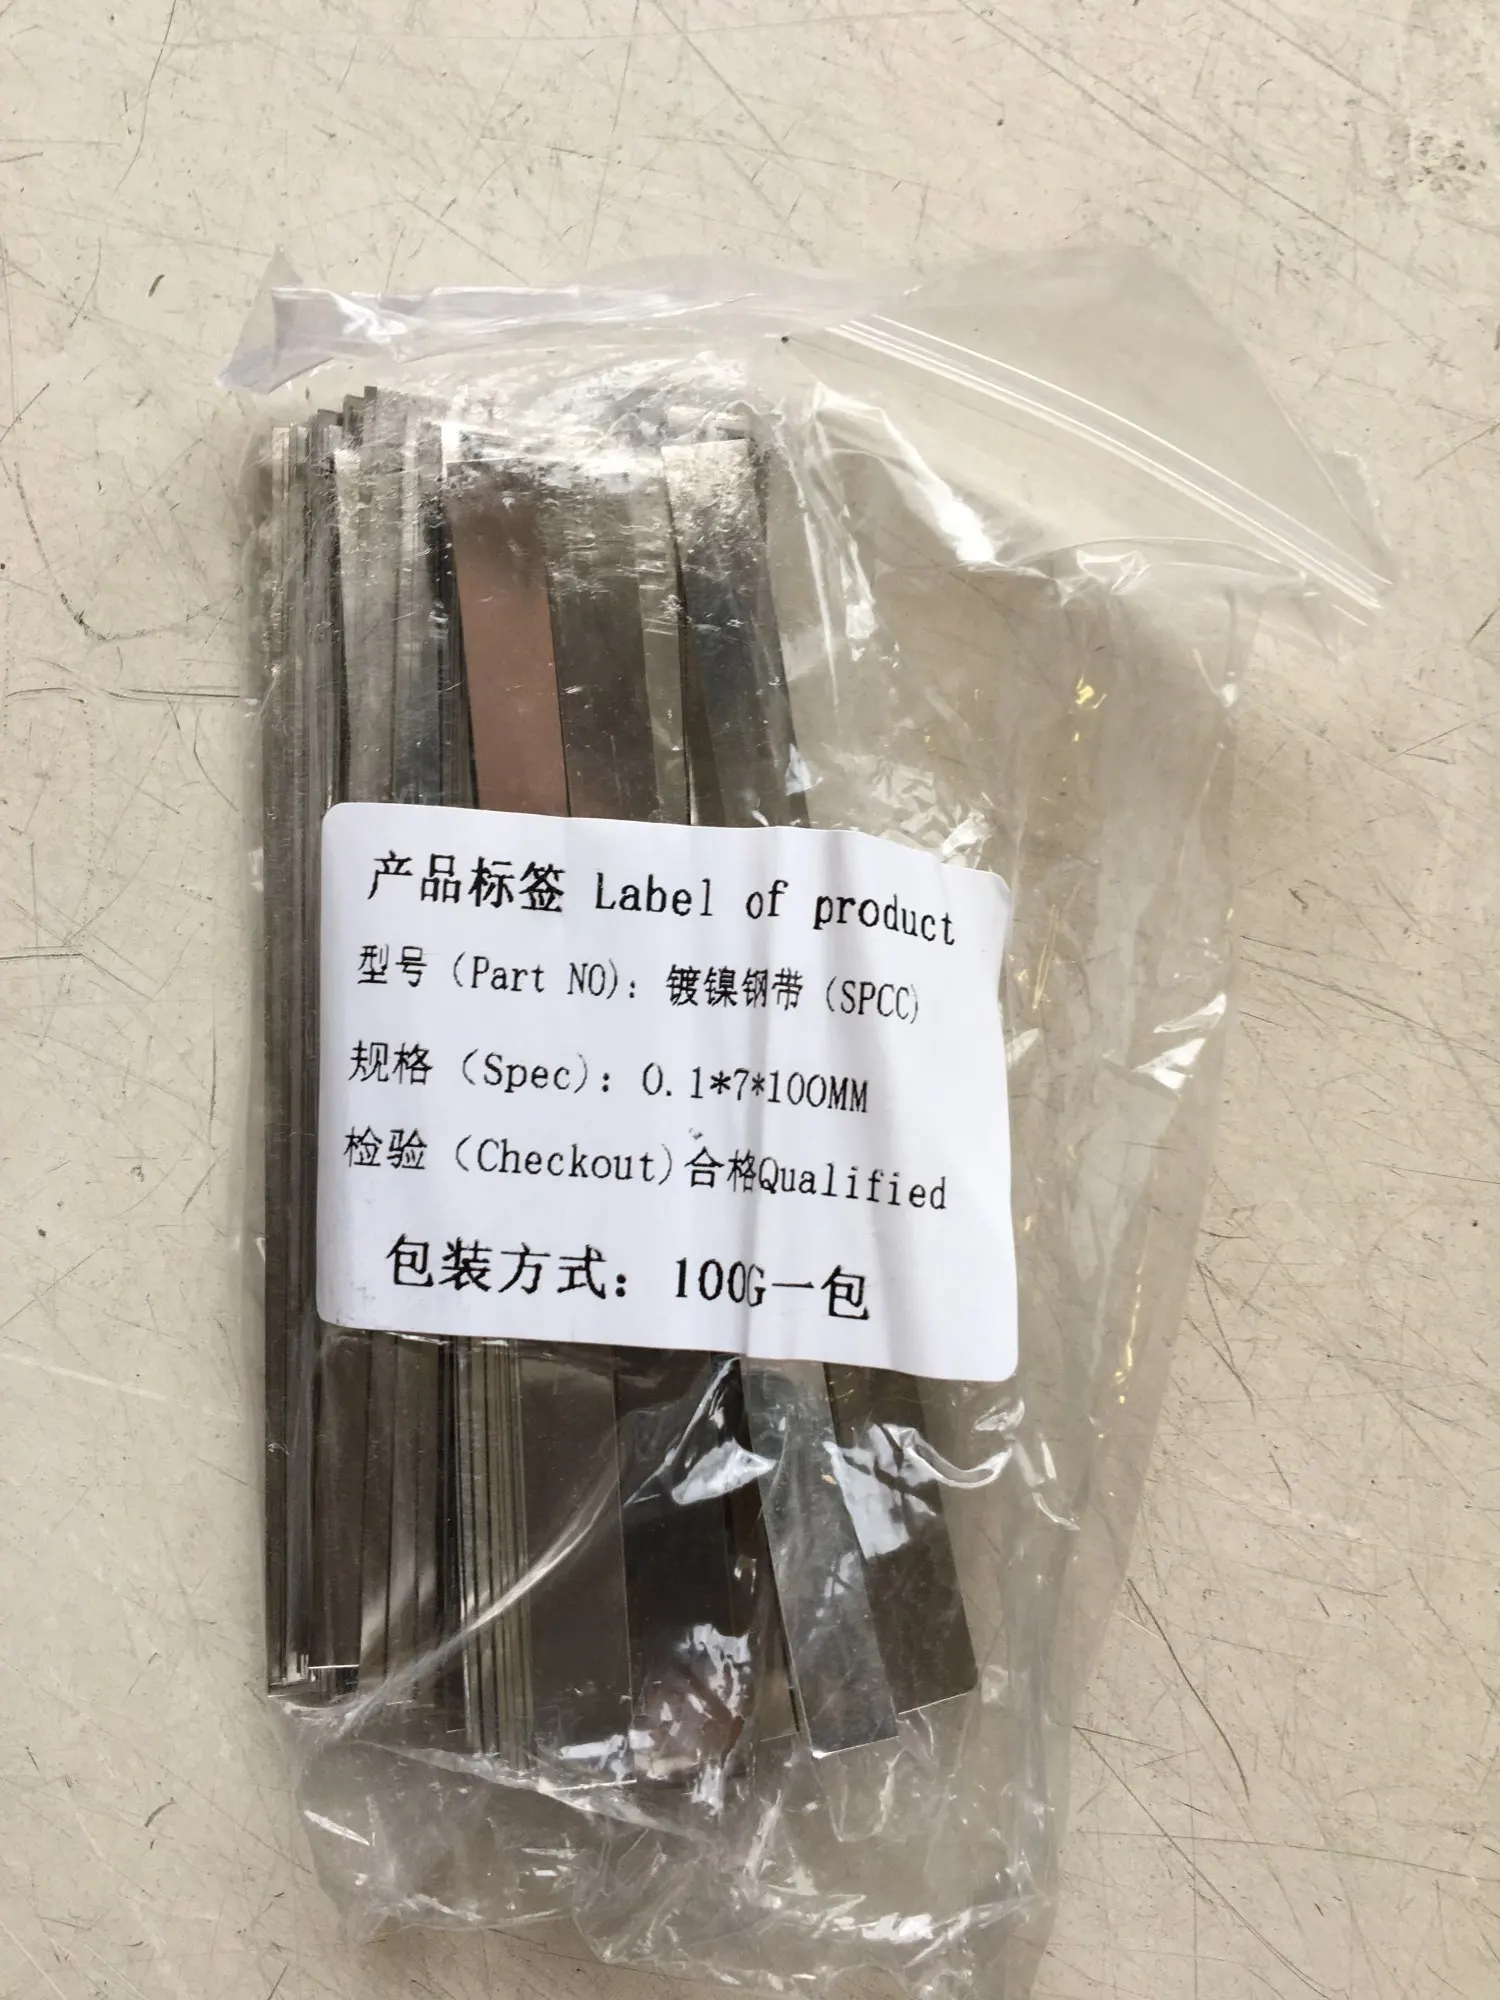 产品标签 Label of product
型号（Part NO）：镀镍钢带（SPCC）
规格（Spec）：0.1*7*100MM
检验（Checkout）合格Qualified
包装方式：100G一包